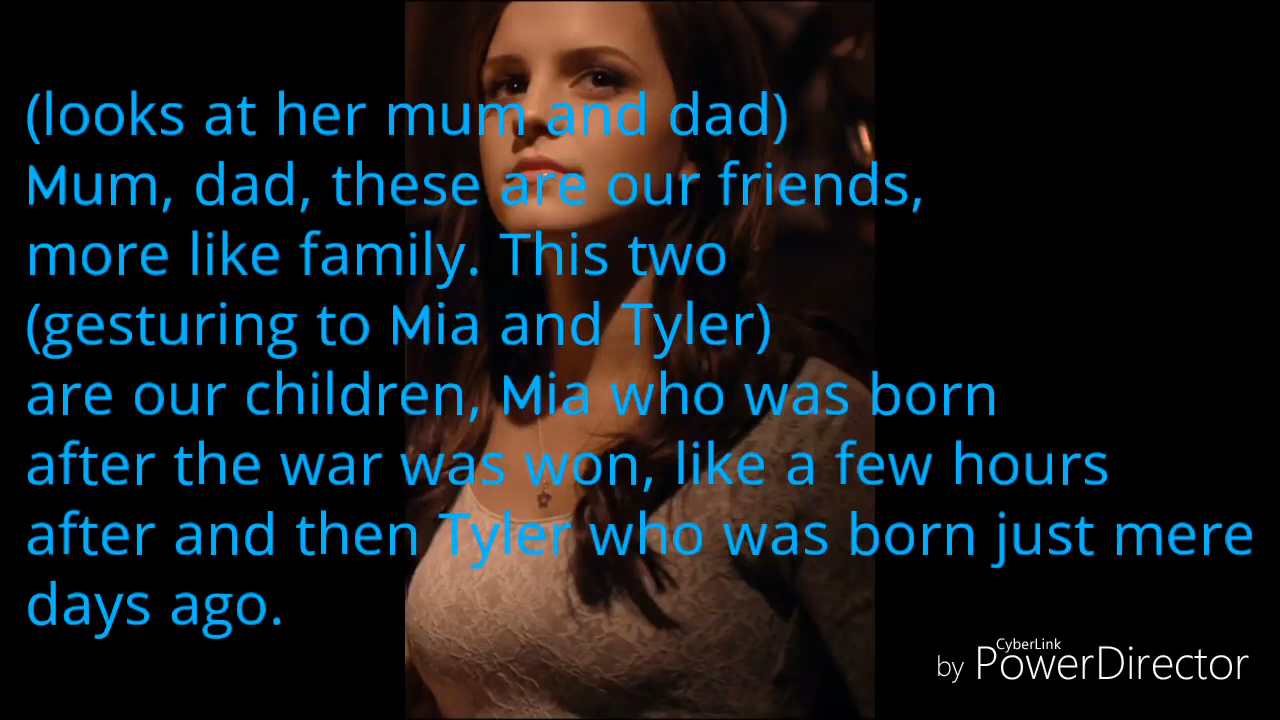 (looks at her mum and dad)
Mum, dad, these are our friends,
more like family. This two
(gesturing to Mia and Tyler)
are our children, Mia who was born
after the war was won, like a few hours
after and then Tyler who was born just mere
days ago.
CyberLink
by PowerDirector